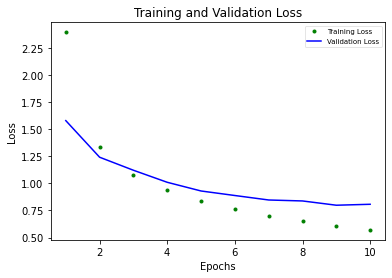 Training and Validation Loss
Training Loss
Validation Loss
2.25
2.00
1.75
1.50
1.25
1.00
0.75
0.50
Loss
2 4 6 8 10
Epochs